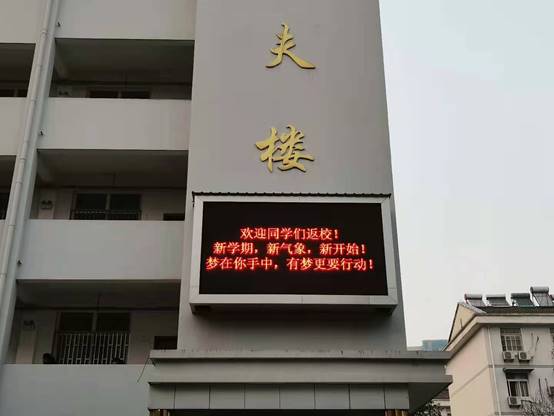 夫
楼
欢迎同学们返校！
新学期，新气象，新开始！
梦在你手中，有梦更要行动！